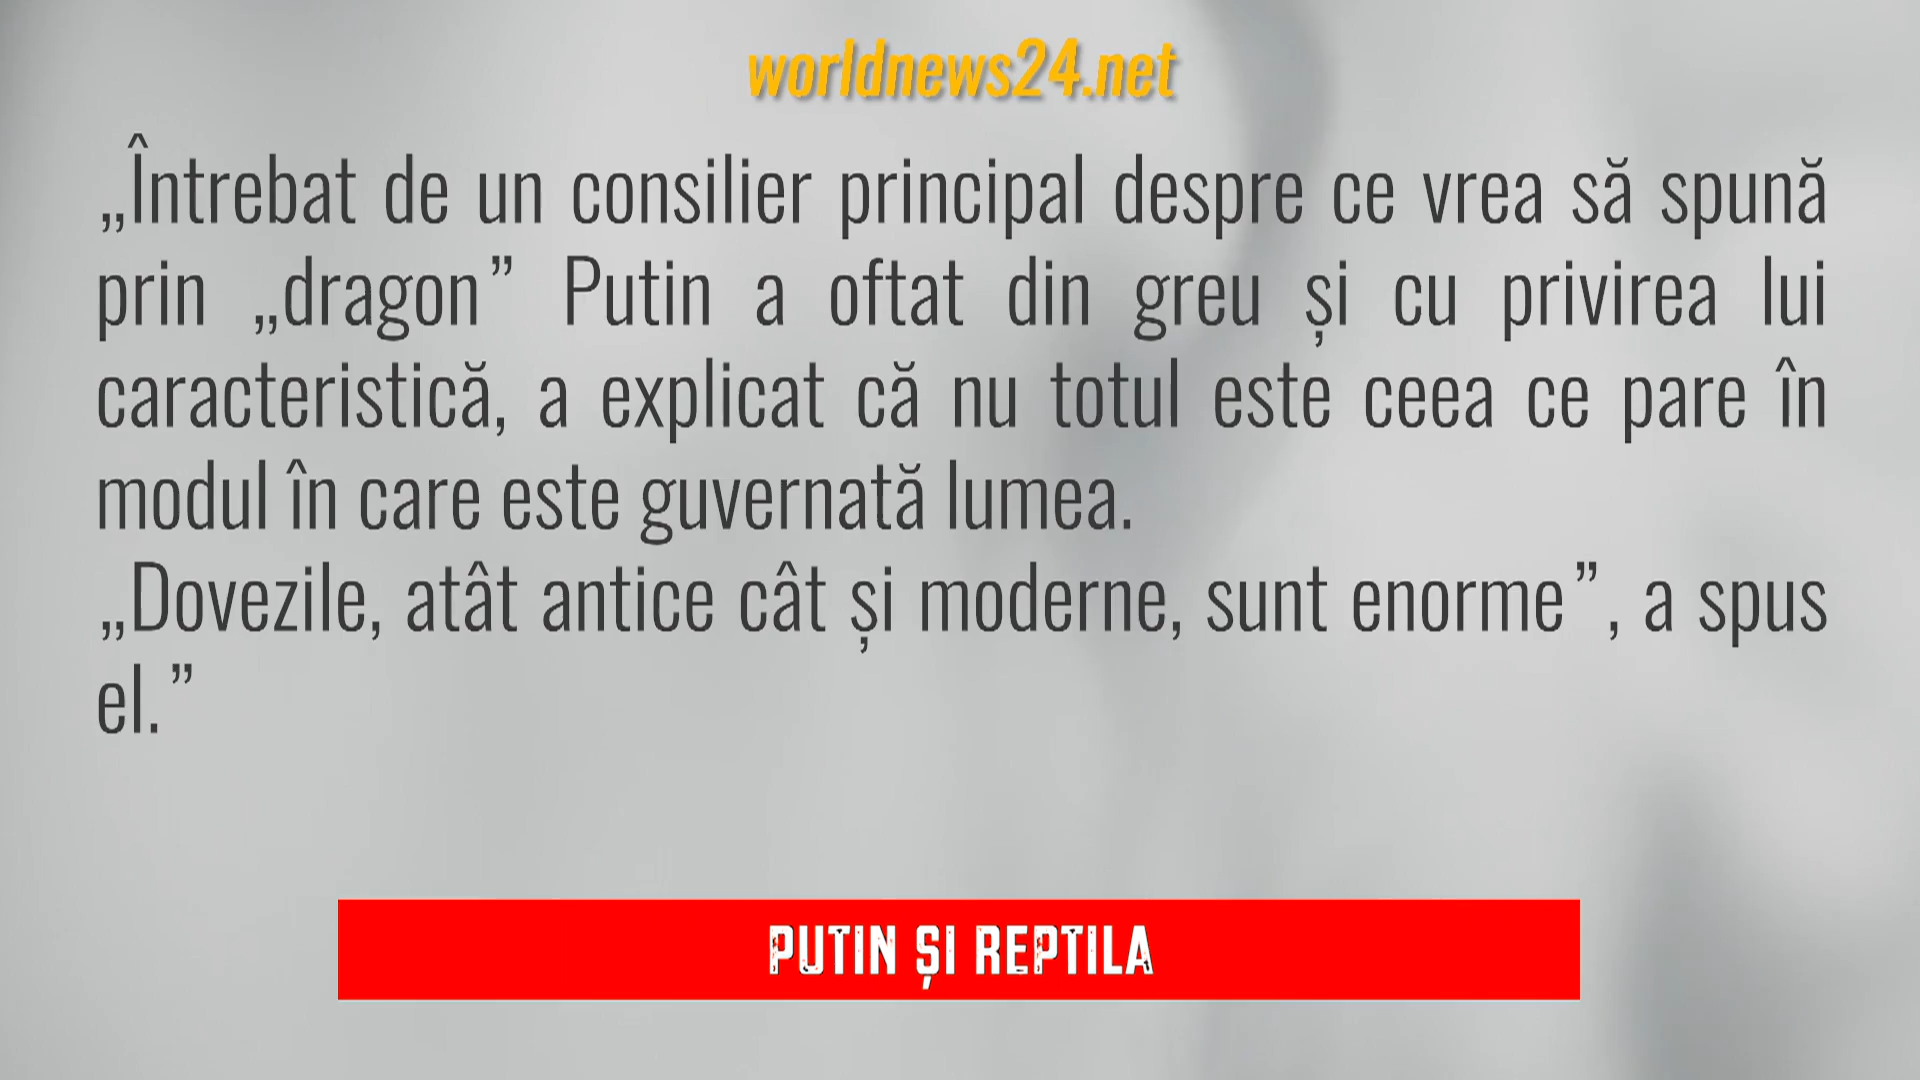 worldnews24.net
„Întrebat de un consilier principal despre ce vrea să spună
prin „dragon” Putin a oftat din greu și cu privirea lui
caracteristică, a explicat că nu totul este ceea ce pare în
modul în care este guvernată lumea.
„Dovezile, atât antice cât și moderne, sunt enorme”, a spus
el.”
PUTIN ȘI REPTILA